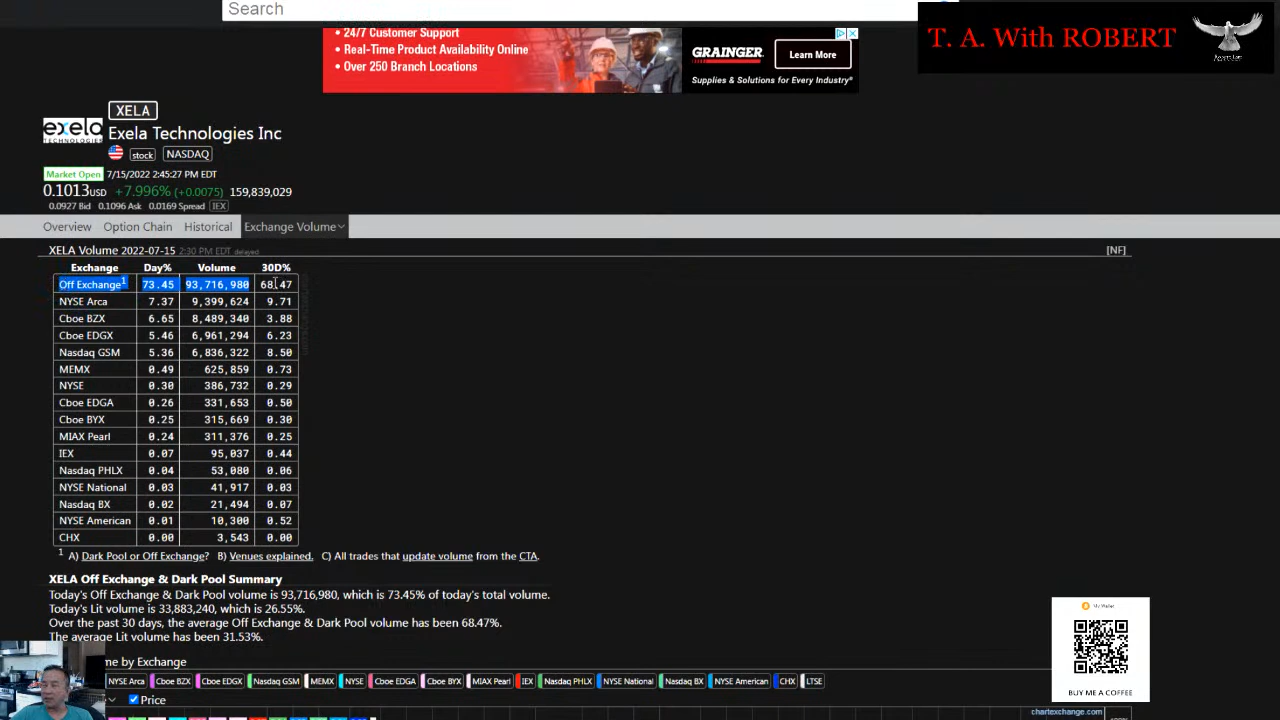 Search
T. A. With ROBERT
• 24/7 Customer Support
• Real-Time Product Availability Online
• Over 250 Branch Locations
GRAINGER
Learn More
Supplies & Solutions for Every Industry®
XELA
exela
TECHNOLOGIES
Exela Technologies Inc
stock NASDAQ
Market Open 7/15/2022 2:45:27 PM EDT
0.1013USD +7.996% (+0.0075) 159,839,029
0.0927 Bid 0.1096 Ask 0.0169 Spread IEX
Overview Option Chain Historical Exchange Volume
XELA Volume 2022-07-15 2:30 PM EDT delayed [NF]
Exchange Day% Volume 30D%
Off Exchange1 73.45 93,716,980 68.47
NYSE Arca 7.37 9,399,624 9.71
Cboe BZX 6.65 8,489,340 3.88
Cboe EDGX 5.46 6,961,294 6.23
Nasdaq GSM 5.36 6,836,322 8.50
MEMX 0.49 625,859 0.73
NYSE 0.30 386,732 0.29
Cboe EDGA 0.26 331,653 0.50
Cboe BYX 0.25 315,669 0.30
MIAX Pearl 0.24 311,376 0.25
IEX 0.07 95,037 0.44
Nasdaq PHLX 0.04 53,080 0.06
NYSE National 0.03 41,917 0.03
Nasdaq BX 0.02 21,494 0.07
NYSE American 0.01 10,300 0.52
CHX 0.00 3,543 0.00
1 A) Dark Pool or Off Exchange? B) Venues explained. C) All trades that update volume from the CTA.
XELA Off Exchange & Dark Pool Summary
Today's Off Exchange & Dark Pool volume is 93,716,980, which is 73.45% of today's total volume.
Today's Lit volume is 33,883,240, which is 26.55%.
Over the past 30 days, the average Off Exchange & Dark Pool volume has been 68.47%.
The average Lit volume has been 31.53%.
me by Exchange
NYSE Arca Cboe BZX Cboe EDGX Nasdaq GSM MEMX NYSE Cboe EDGA Cboe BYX MIAX Pearl IEX Nasdaq PHLX NYSE National Nasdaq BX NYSE American CHX LTSE
Price
chartexchange.com
My Wallet
BUY ME A COFFEE